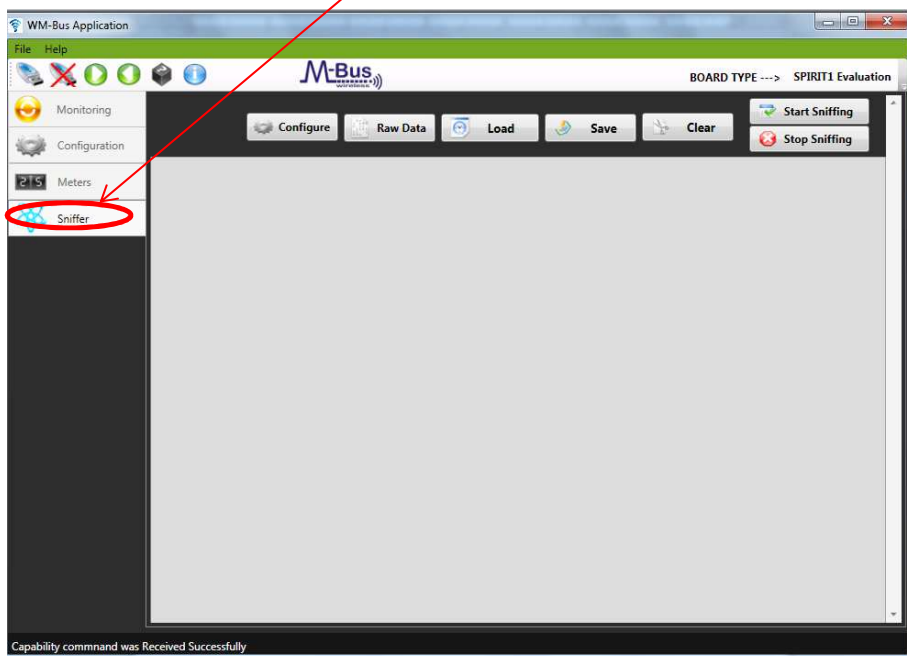 WM-Bus Application
File Help
M-Bus
wireless
BOARD TYPE ---> SPIRIT1 Evaluation
Monitoring
Configuration
Meters
Sniffer
Configure Raw Data Load Save Clear
Start Sniffing
Stop Sniffing
Capability commnand was Received Successfully